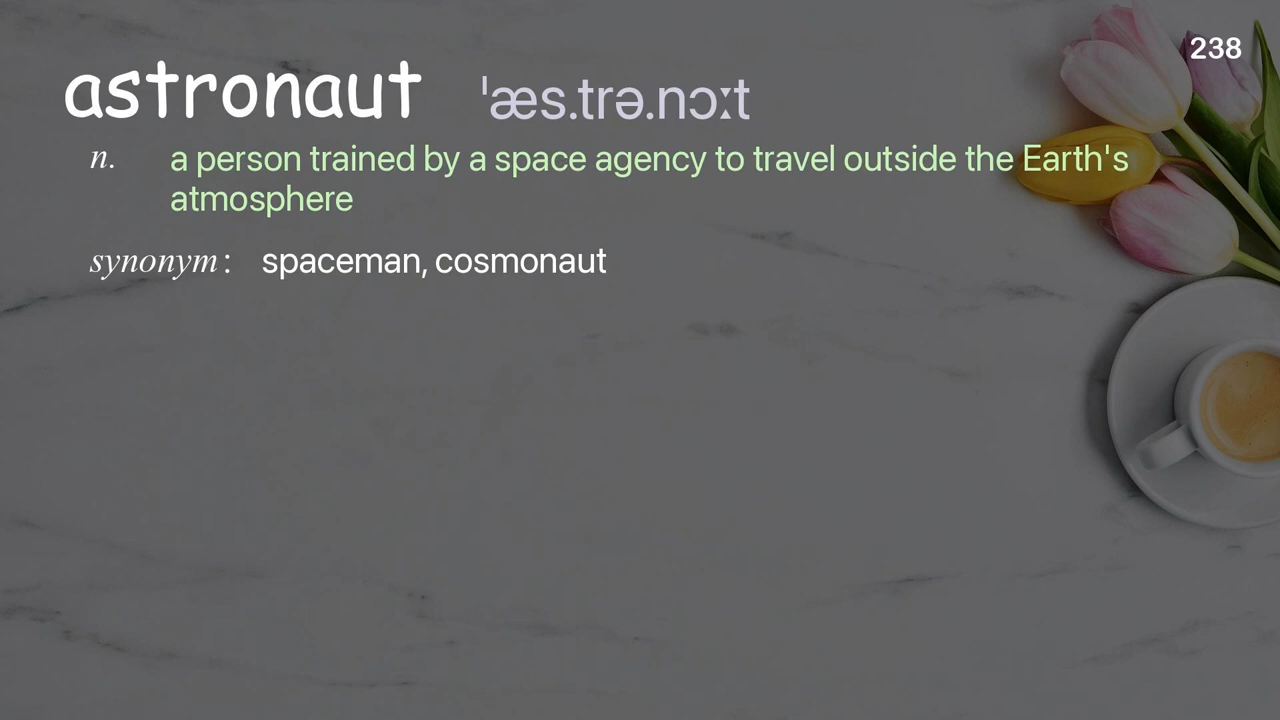 238
astronaut ˈæs.trə.nɔːt
n. a person trained by a space agency to travel outside the Earth's
atmosphere
synonym: spaceman, cosmonaut